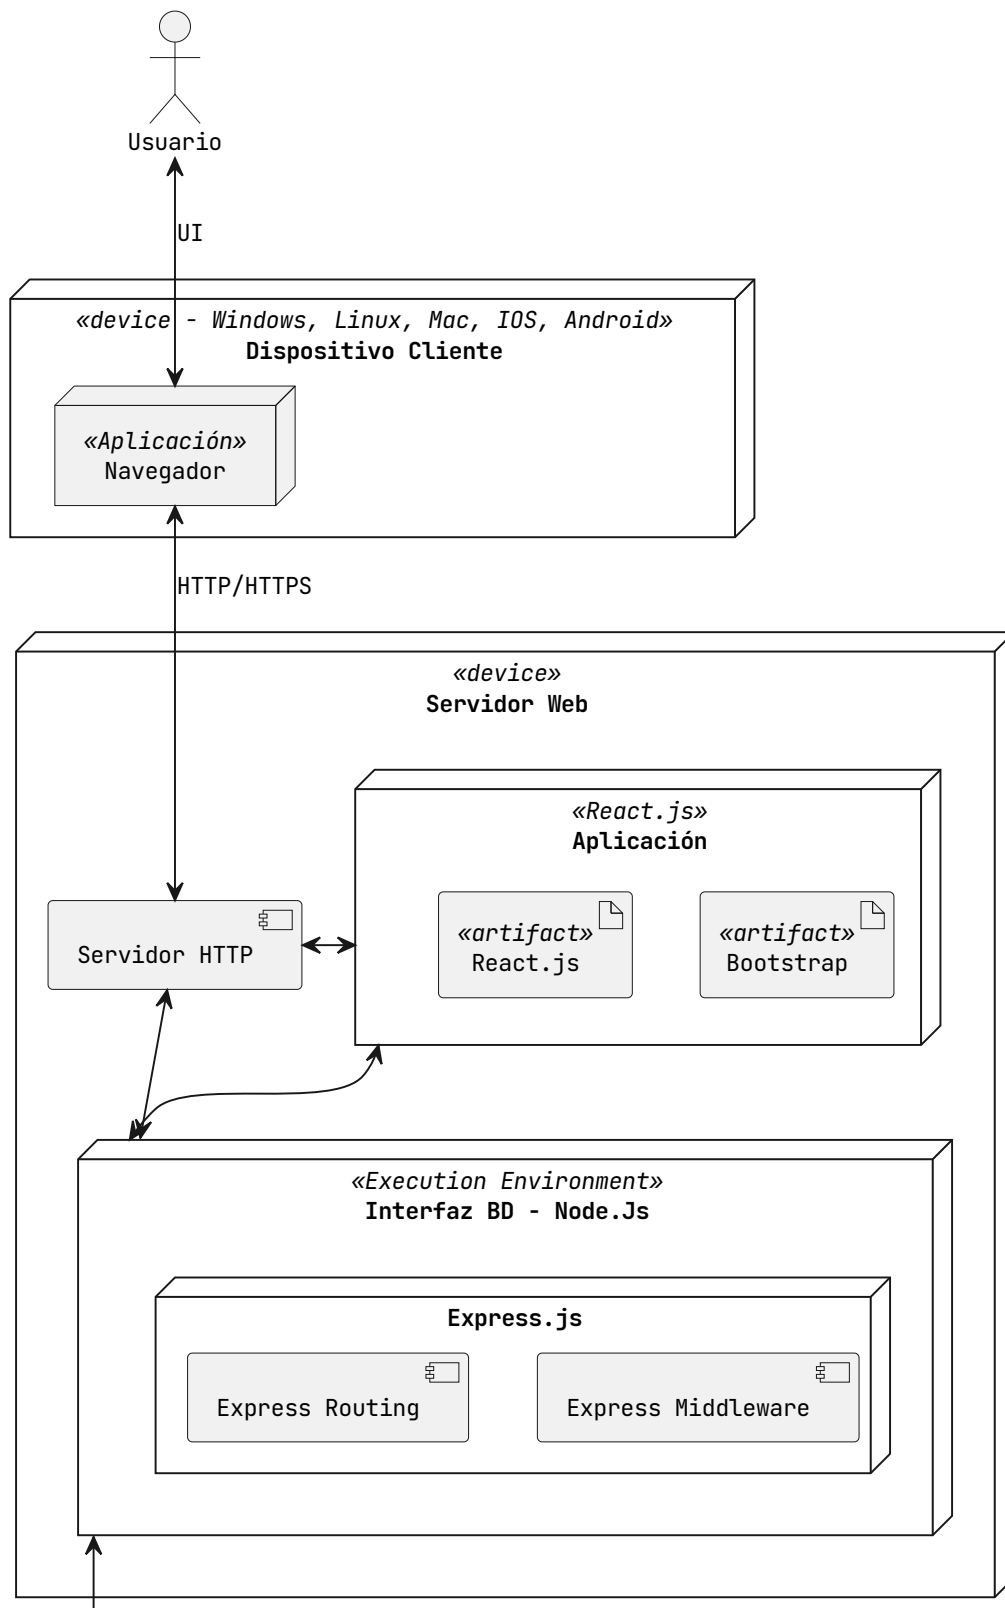 Usuario
UI
«device - Windows, Linux, Mac, IOS, Android»
Dispositivo Cliente
«Aplicación»
Navegador
HTTP/HTTPS
«device»
Servidor Web
«React.js»
Aplicación
«artifact»
React.js
«artifact»
Bootstrap
Servidor HTTP
«Execution Environment»
Interfaz BD - Node.Js
Express.js
Express Routing
Express Middleware